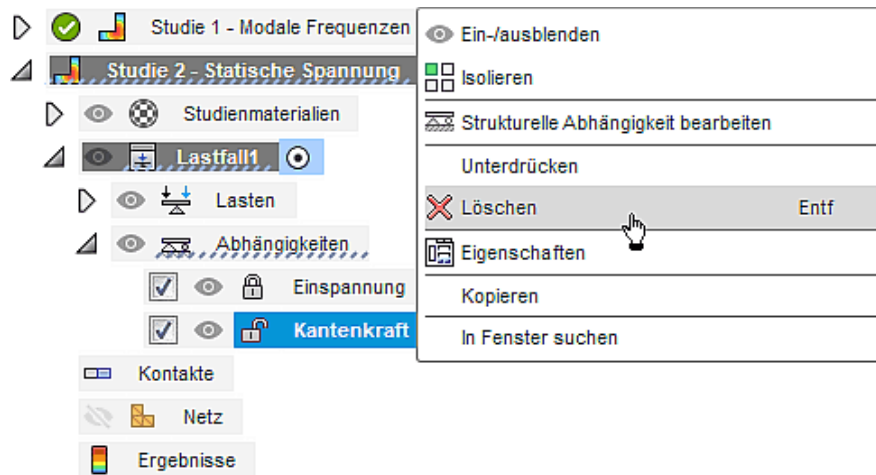 Studie 1 - Modale Frequenzen
Studie 2 - Statische Spannung
Studienmaterialien
Lastfall1
Lasten
Abhängigkeiten
Einspannung
Kantenkraft
Kontakte
Netz
Ergebnisse
Ein-/ausblenden
Isolieren
Strukturelle Abhängigkeit bearbeiten
Unterdrücken
Löschen Entf
Eigenschaften
Kopieren
In Fenster suchen